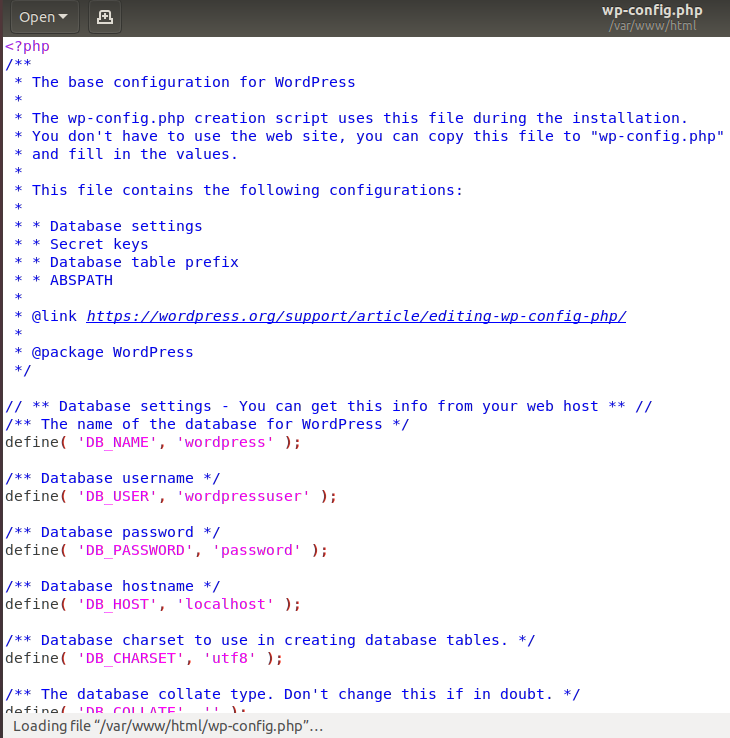 Open
wp-config.php
/var/www/html
<?php
/**
 * The base configuration for WordPress
 *
 * The wp-config.php creation script uses this file during the installation.
 * You don't have to use the web site, you can copy this file to "wp-config.php"
 * and fill in the values.
 *
 * This file contains the following configurations:
 *
 * * Database settings
 * * Secret keys
 * * Database table prefix
 * * ABSPATH
 *
 * @link https://wordpress.org/support/article/editing-wp-config-php/
 *
 * @package WordPress
 */

// ** Database settings - You can get this info from your web host ** //
/** The name of the database for WordPress */
define( 'DB_NAME', 'wordpress' );

/** Database username */
define( 'DB_USER', 'wordpressuser' );

/** Database password */
define( 'DB_PASSWORD', 'password' );

/** Database hostname */
define( 'DB_HOST', 'localhost' );

/** Database charset to use in creating database tables. */
define( 'DB_CHARSET', 'utf8' );

/** The database collate type. Don't change this if in doubt. */
define( 'DB_COLLATE', '' );
Loading file “/var/www/html/wp-config.php”…